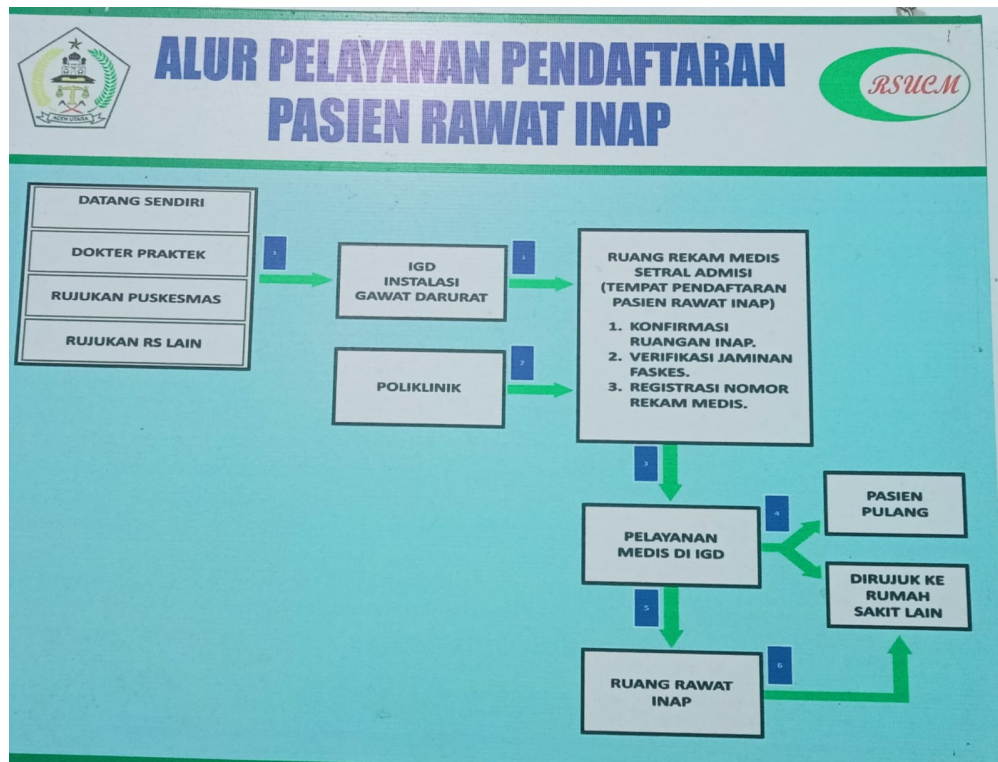 ALUR PELAYANAN PENDAFTARAN
PASIEN RAWAT INAP
ACEH UTARA
RSUCM
DATANG SENDIRI
DOKTER PRAKTEK
RUJUKAN PUSKESMAS
RUJUKAN RS LAIN
1
IGD
INSTALASI
GAWAT DARURAT
POLIKLINIK
2
RUANG REKAM MEDIS
SETRAL ADMISI
(TEMPAT PENDAFTARAN
PASIEN RAWAT INAP)
1. KONFIRMASI
RUANGAN INAP.
2. VERIFIKASI JAMINAN
FASKES.
3. REGISTRASI NOMOR
REKAM MEDIS.
3
PELAYANAN
MEDIS DI IGD
4
PASIEN
PULANG
DIRUJUK KE
RUMAH
SAKIT LAIN
5
RUANG RAWAT
INAP
6